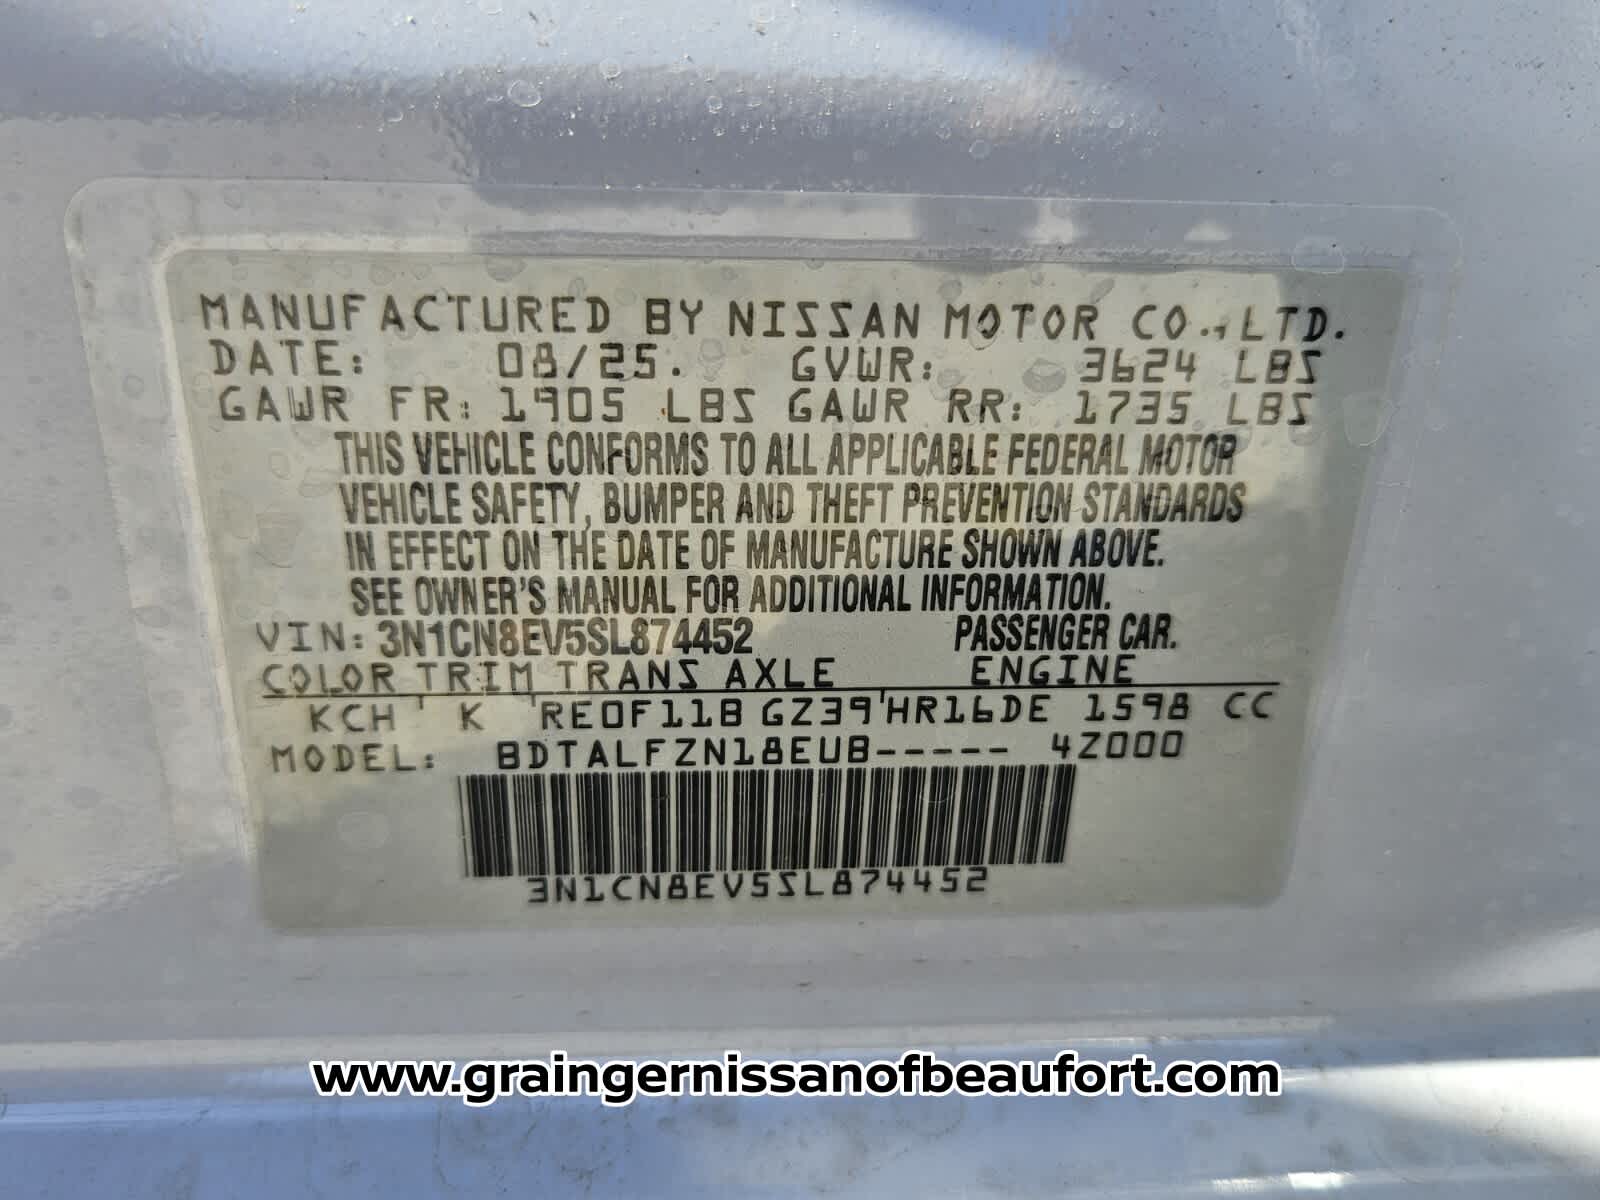 MANUFACTURED BY NISSAN MOTOR CO., LTD.
DATE: 08/25. GVWR: 3624 LBS
GAWR FR: 1905 LBS GAWR RR: 1735 LBS
THIS VEHICLE CONFORMS TO ALL APPLICABLE FEDERAL MOTOR
VEHICLE SAFETY, BUMPER AND THEFT PREVENTION STANDARDS
IN EFFECT ON THE DATE OF MANUFACTURE SHOWN ABOVE.
SEE OWNER'S MANUAL FOR ADDITIONAL INFORMATION.
VIN: 3N1CN8EV5SL874452 PASSENGER CAR.
COLOR TRIM TRANS AXLE ENGINE
KCH K RE0F11B GZ39 HR16DE 1598 CC
MODEL: BDTALFZN18EUB----- 4Z000
3N1CN8EV5SL874452
www.graingernissanofbeaufort.com